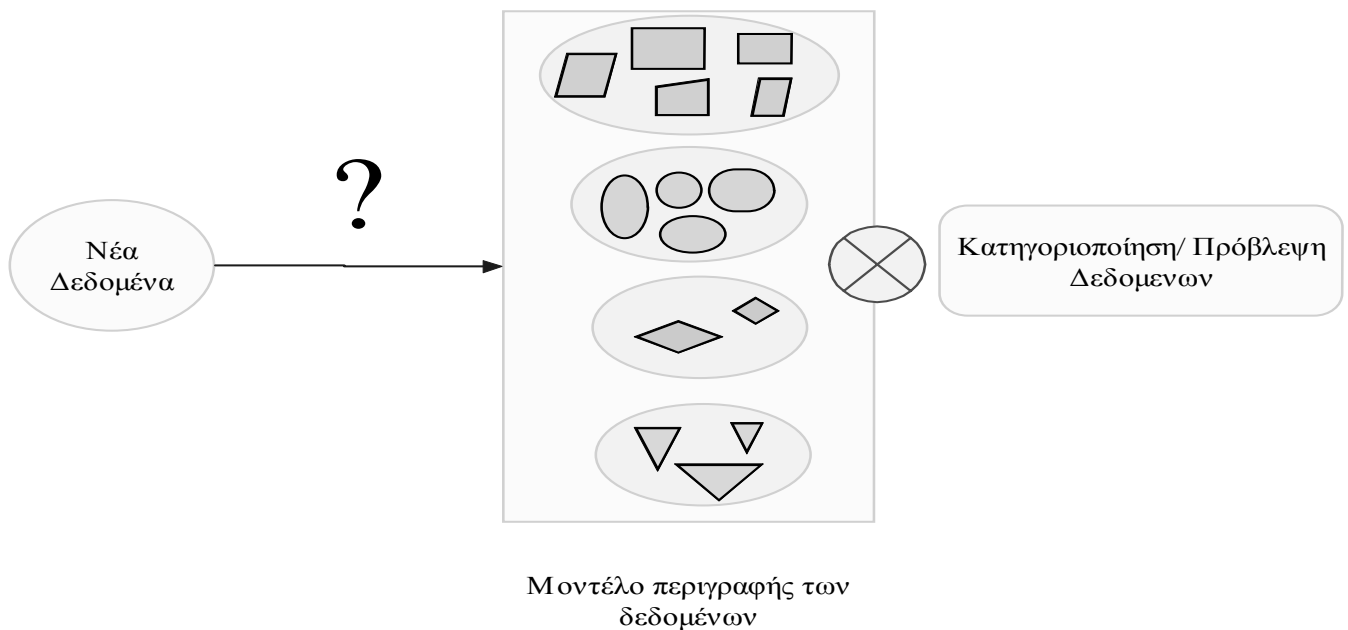 ?
Νέα
Δεδομένα
Κατηγοριοποίηση/ Πρόβλεψη
Δεδομενων
Μοντέλο περιγραφής των
δεδομένων